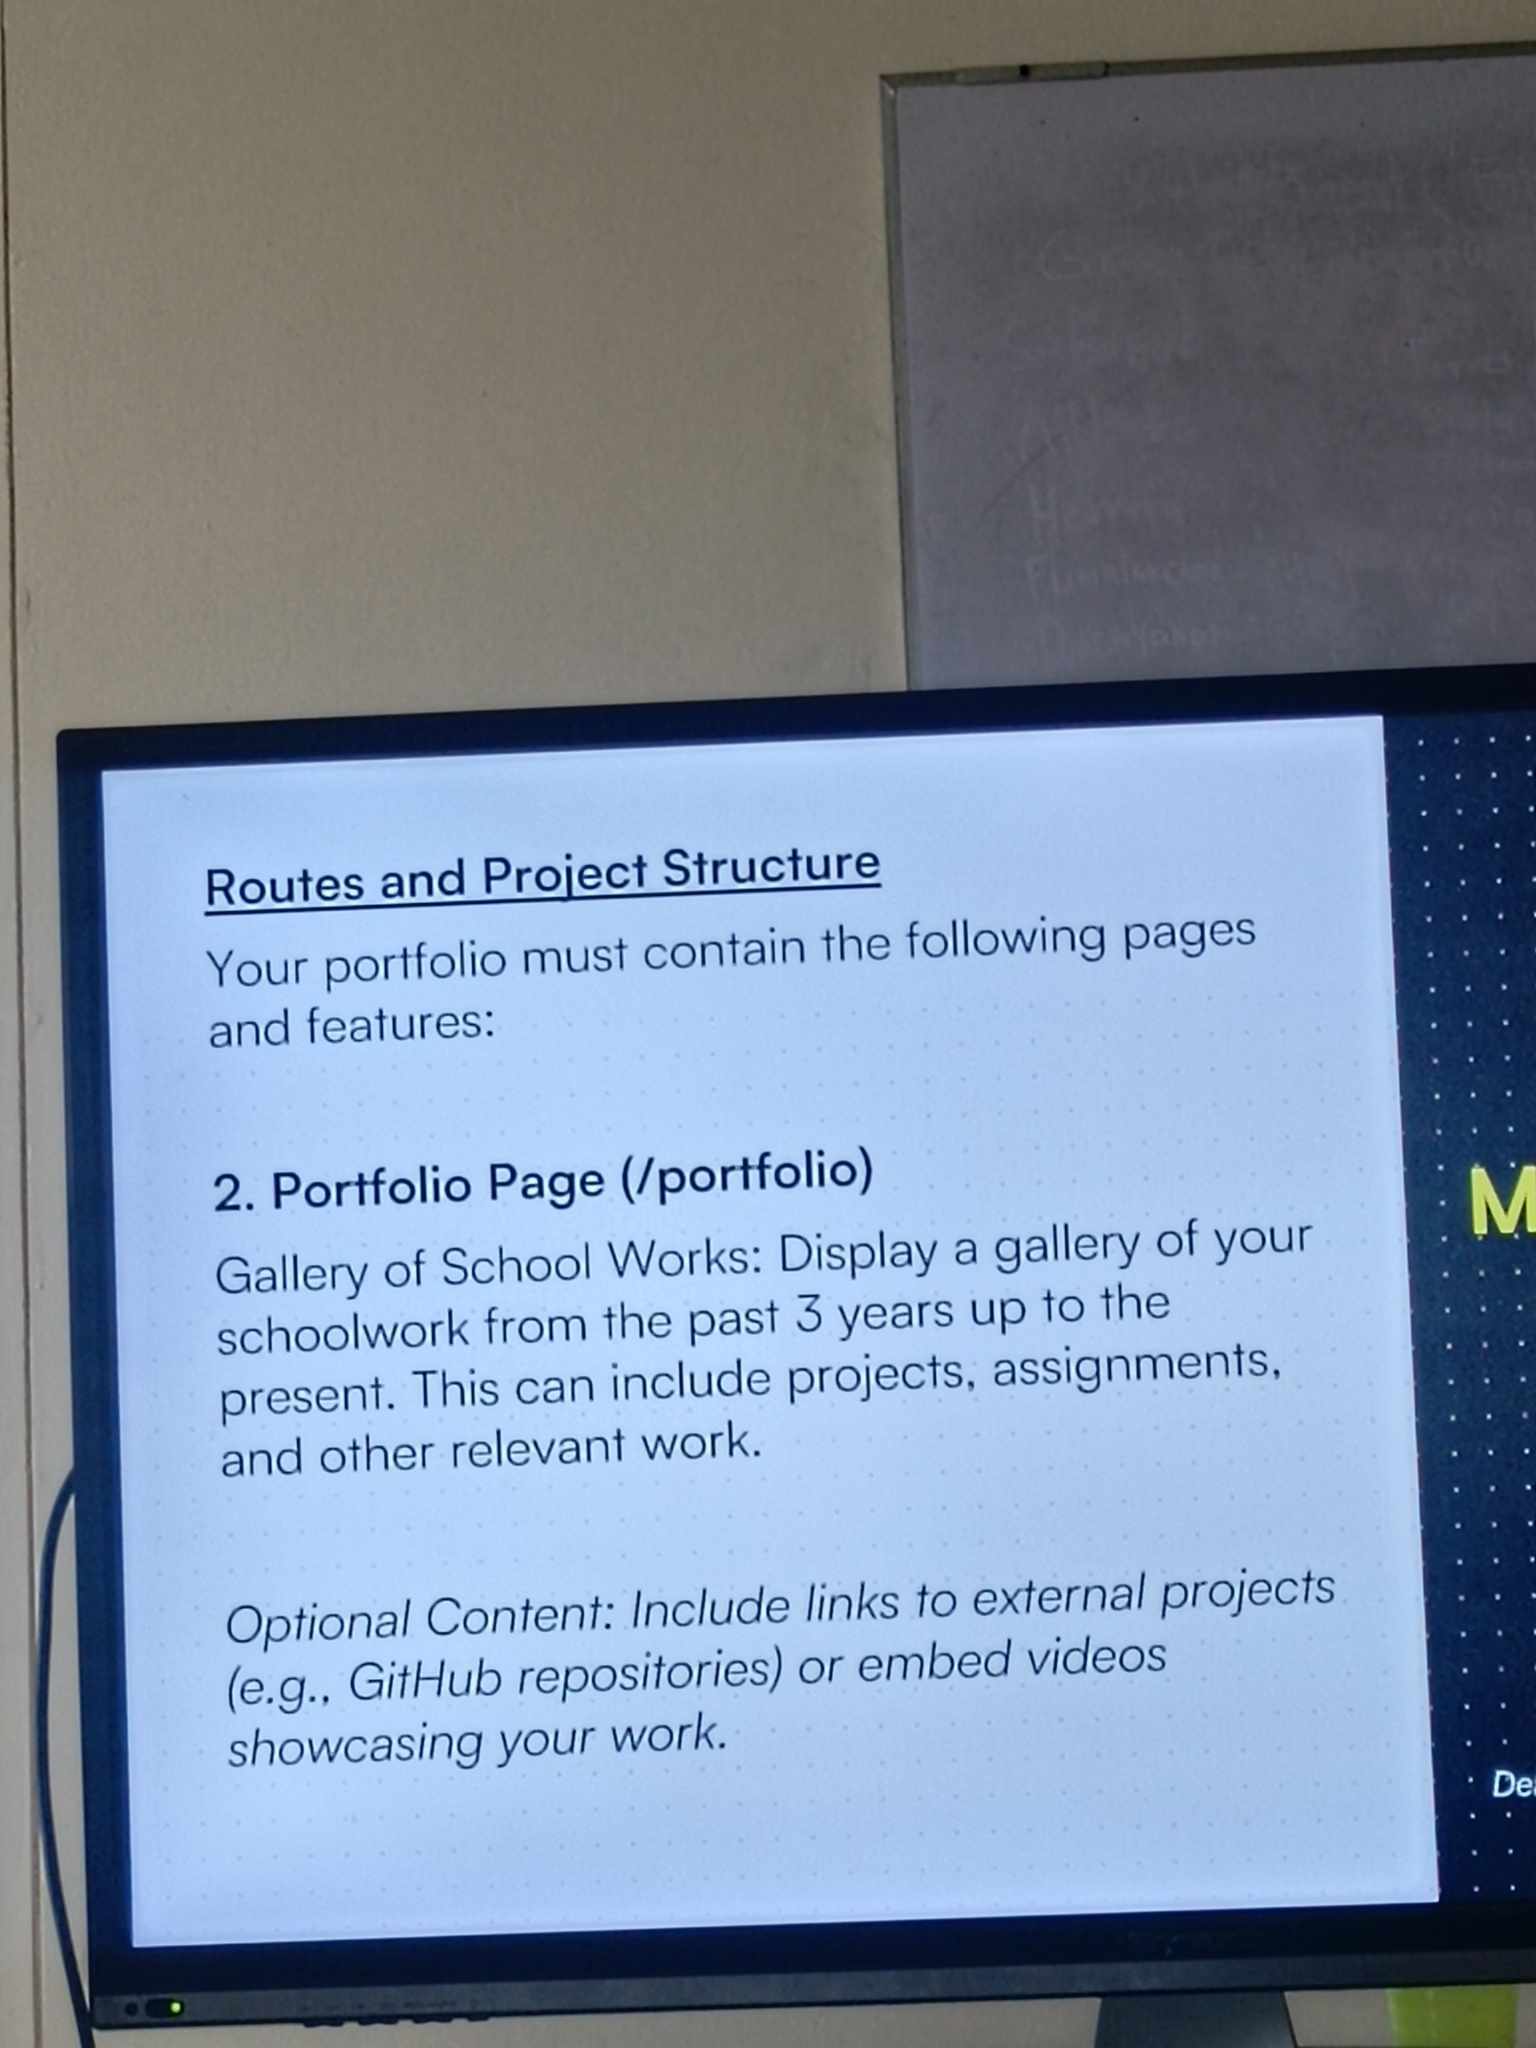 Routes and Project Structure
Your portfolio must contain the following pages
and features:
2. Portfolio Page (/portfolio)
Gallery of School Works: Display a gallery of your
schoolwork from the past 3 years up to the
present. This can include projects, assignments,
and other relevant work.
Optional Content: Include links to external projects
(e.g., GitHub repositories) or embed videos
showcasing your work.
M